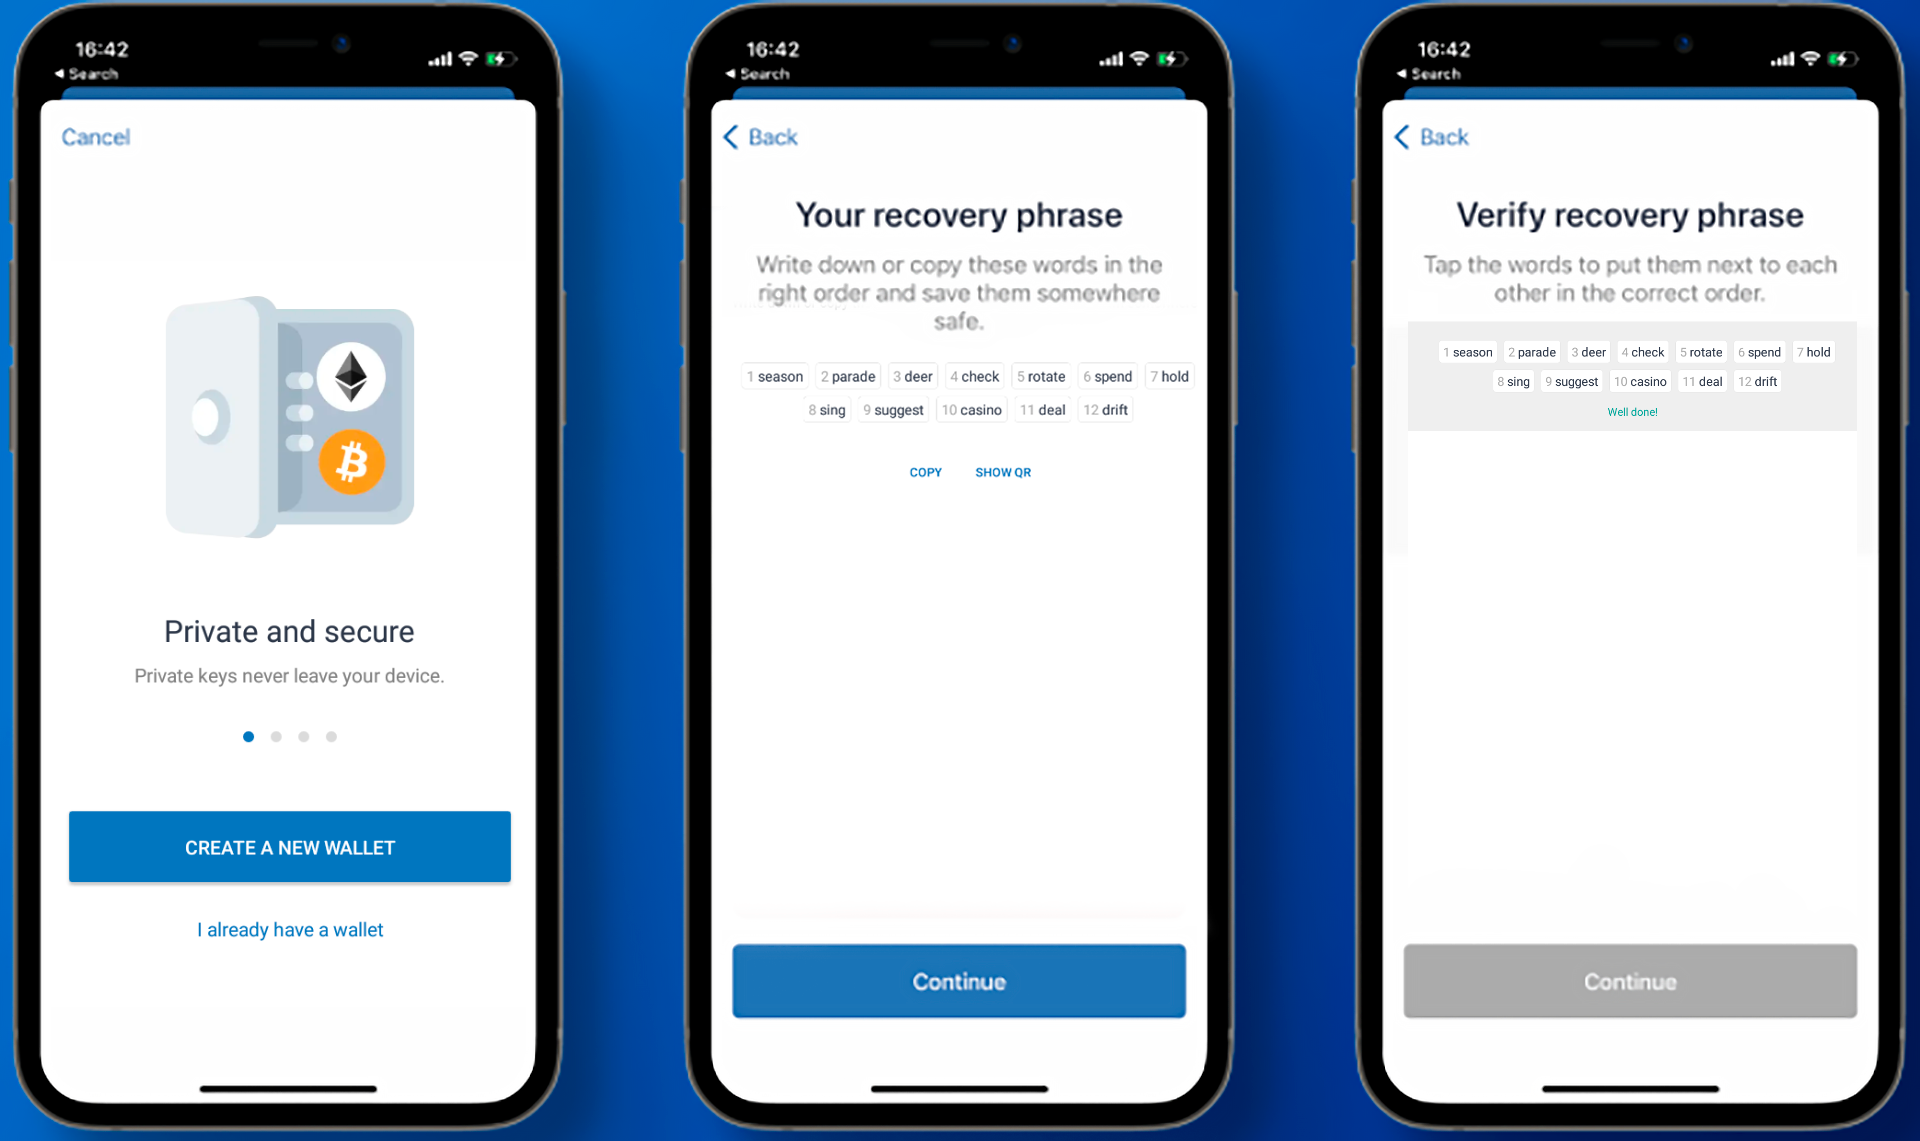 16:42
Search
Cancel
Private and secure
Private keys never leave your device.
CREATE A NEW WALLET
I already have a wallet
16:42
Search
Back
Your recovery phrase
Write down or copy these words in the
right order and save them somewhere
safe.
1 season 2 parade 3 deer 4 check 5 rotate 6 spend 7 hold
8 sing 9 suggest 10 casino 11 deal 12 drift
COPY SHOW QR
Continue
16:42
Search
Back
Verify recovery phrase
Tap the words to put them next to each
other in the correct order.
1 season 2 parade 3 deer 4 check 5 rotate 6 spend 7 hold
8 sing 9 suggest 10 casino 11 deal 12 drift
Well done!
Continue